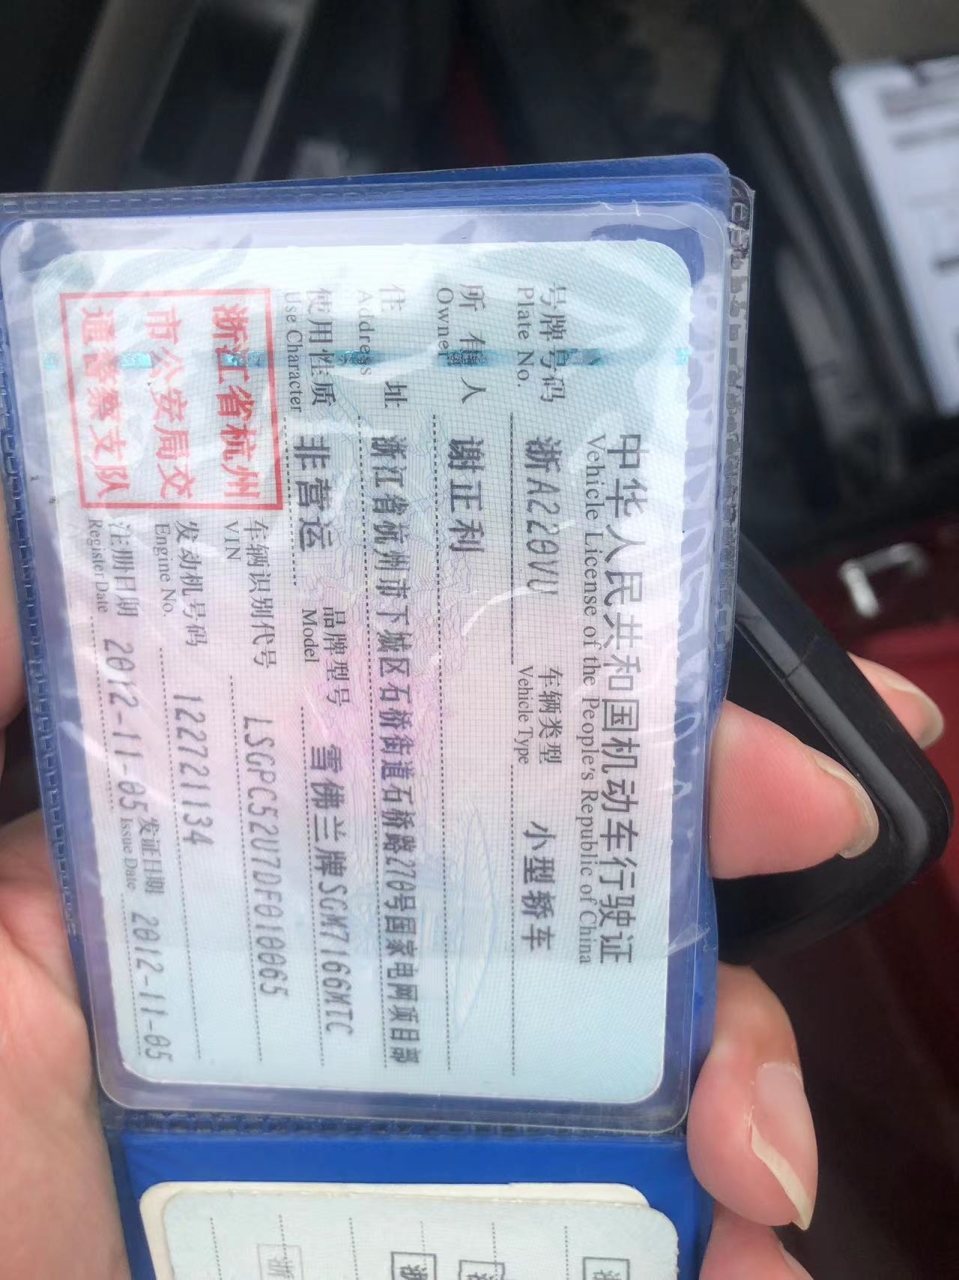 中华人民共和国机动车行驶证
Vehicle License of the People's Republic of China
号牌号码 浙A220VU 车辆类型 小型轿车
Plate No. Vehicle Type
所有人 谢正利
Owner
住址 浙江省杭州市下城区石桥街道石桥路270号国家电网项目部
Address
使用性质 非营运 品牌型号 雪佛兰牌SGM7166MTC
Use Character Model
浙江省杭州
市公安局交
通警察支队
车辆识别代号 LSGPC52U7DF010065
VIN
发动机号码 122721134
Engine No.
注册日期 2012-11-05 发证日期 2012-11-05
Register Date Issue Date